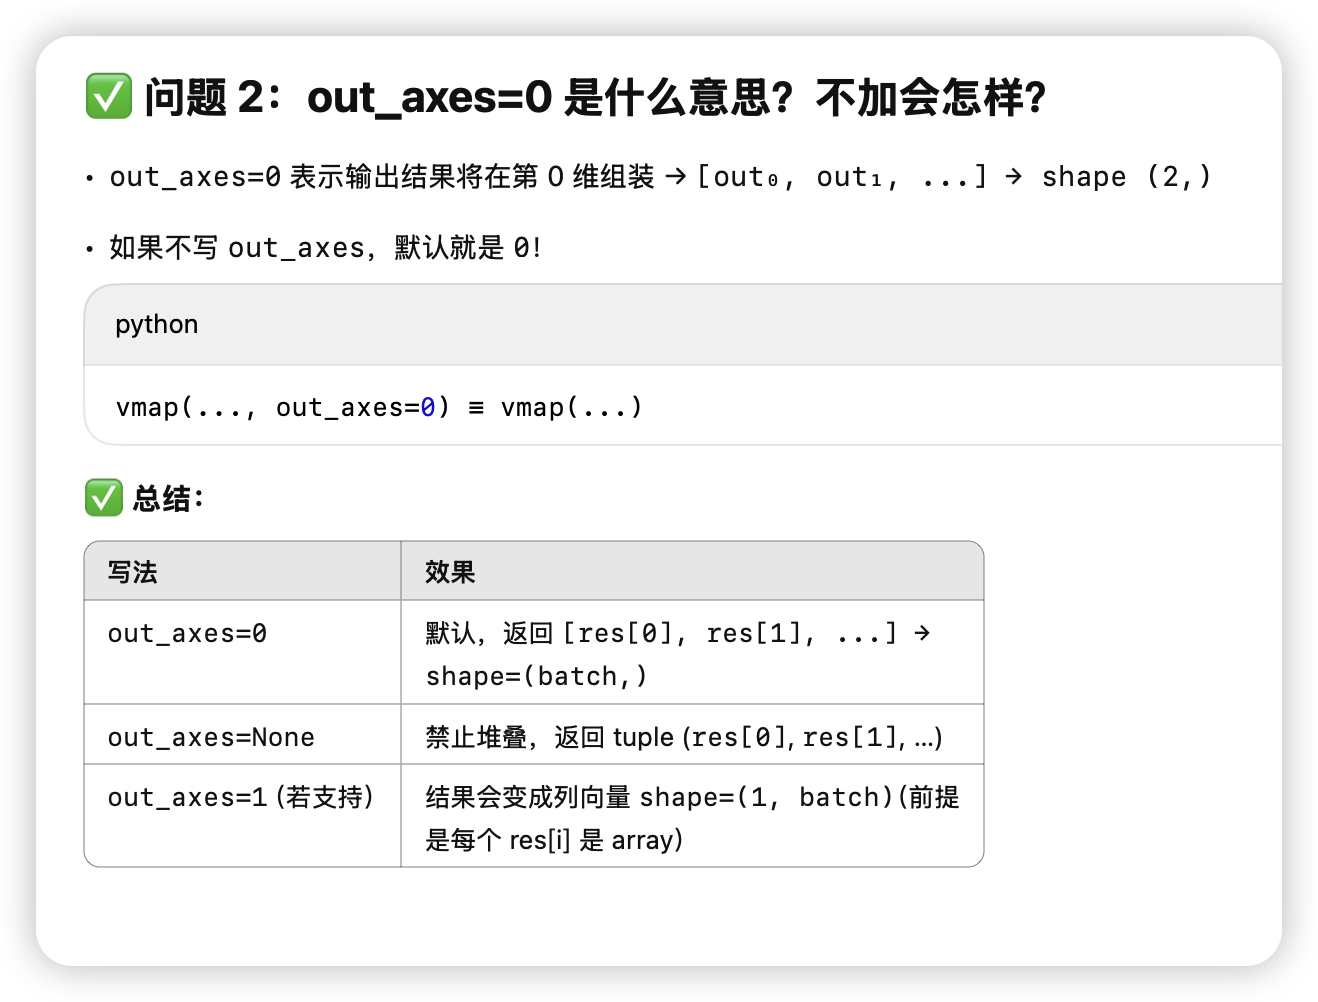 ✅ 问题 2：out_axes=0 是什么意思？不加会怎样？
• out_axes=0 表示输出结果将在第 0 维组装 → [out₀, out₁, ...] → shape (2,)
• 如果不写 out_axes，默认就是 0！
python
vmap(..., out_axes=0) ≡ vmap(...)
✅ 总结：
写法 效果
out_axes=0 默认，返回 [res[0], res[1], ...] →
shape=(batch,)
out_axes=None 禁止堆叠，返回 tuple (res[0], res[1], …)
out_axes=1 (若支持) 结果会变成列向量 shape=(1, batch)(前提
是每个 res[i] 是 array)